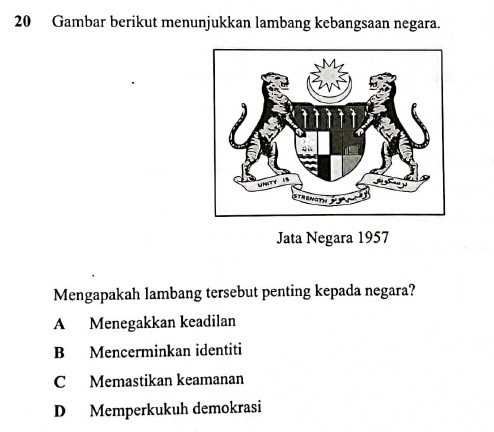 20 Gambar berikut menunjukkan lambang kebangsaan negara.
UNITY IS
STRENGTH
Jata Negara 1957
Mengapakah lambang tersebut penting kepada negara?
A Menegakkan keadilan
B Mencerminkan identiti
C Memastikan keamanan
D Memperkukuh demokrasi